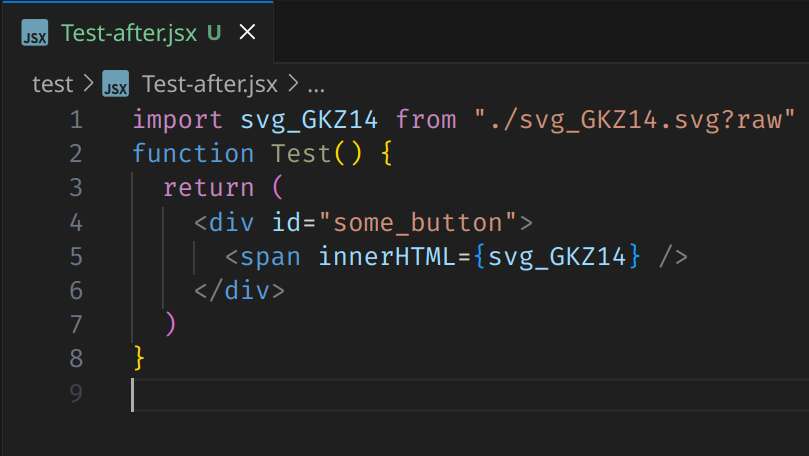 JSX Test-after.jsx U ×
test > JSX Test-after.jsx > ...
1 import svg_GKZ14 from "./svg_GKZ14.svg?raw"
2 function Test() {
3   return (
4     <div id="some_button">
5       <span innerHTML={svg_GKZ14} />
6     </div>
7   )
8 }
9